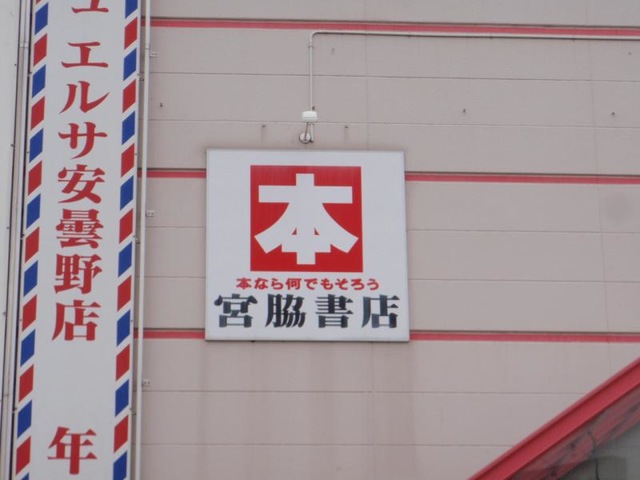 ュエルサ安曇野店 年
本
本なら何でもそろう
宮脇書店